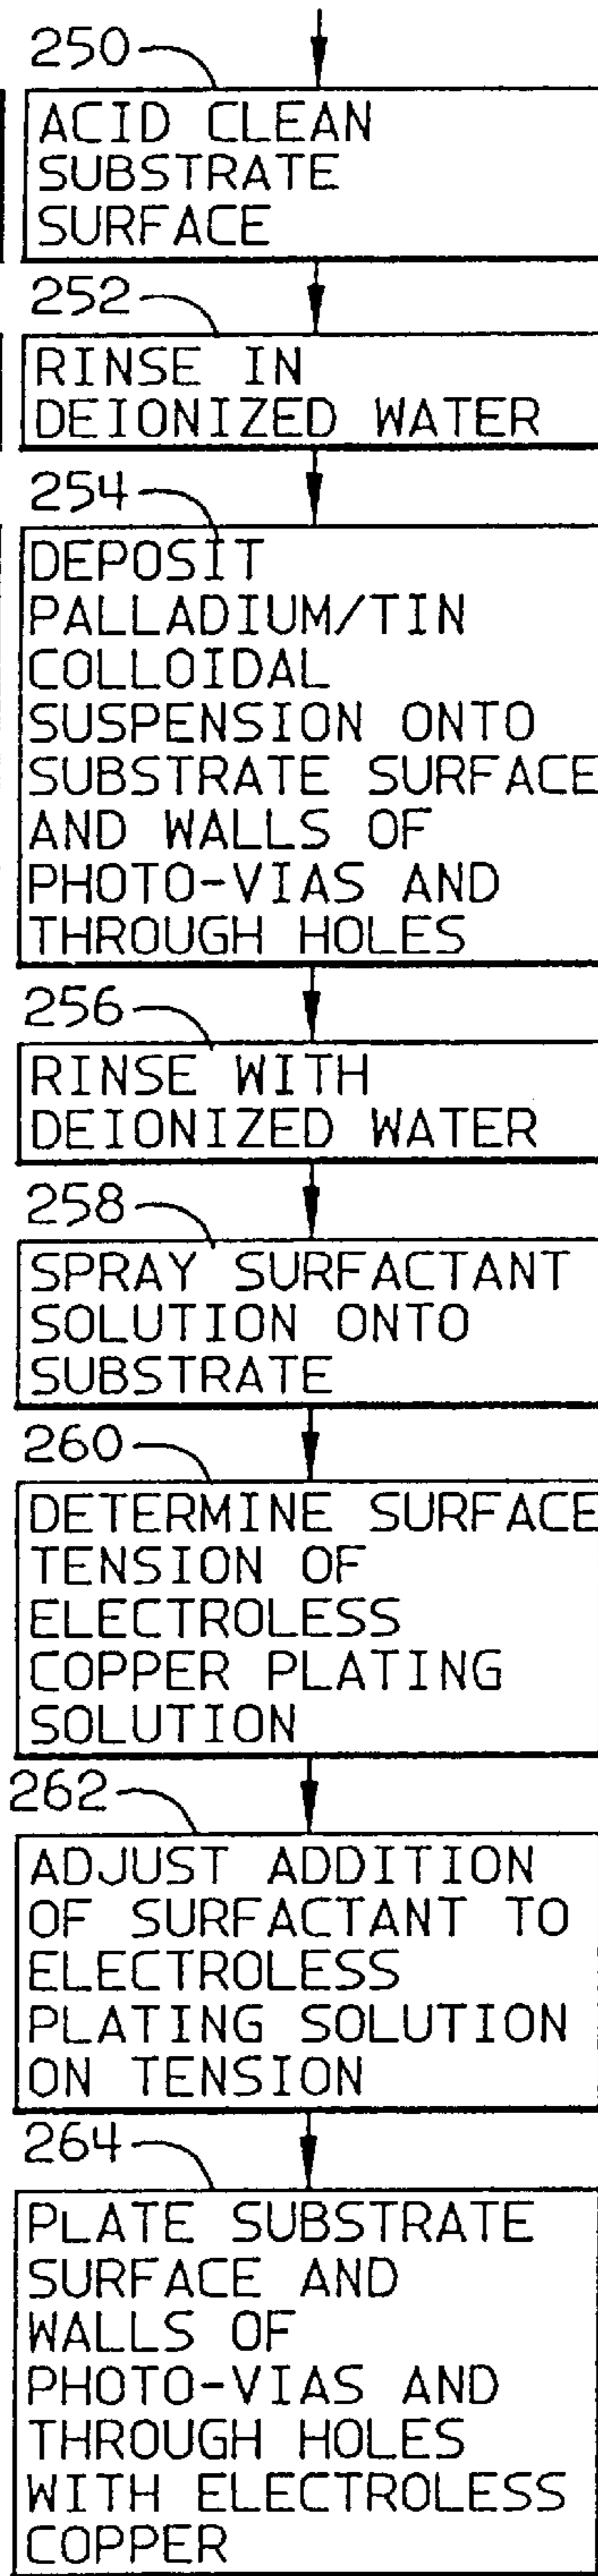 250
ACID CLEAN
SUBSTRATE
SURFACE
252
RINSE IN
DEIONIZED WATER
254
DEPOSIT
PALLADIUM/TIN
COLLOIDAL
SUSPENSION ONTO
SUBSTRATE SURFACE
AND WALLS OF
PHOTO-VIAS AND
THROUGH HOLES
256
RINSE WITH
DEIONIZED WATER
258
SPRAY SURFACTANT
SOLUTION ONTO
SUBSTRATE
260
DETERMINE SURFACE
TENSION OF
ELECTROLESS
COPPER PLATING
SOLUTION
262
ADJUST ADDITION
OF SURFACTANT TO
ELECTROLESS
PLATING SOLUTION
ON TENSION
264
PLATE SUBSTRATE
SURFACE AND
WALLS OF
PHOTO-VIAS AND
THROUGH HOLES
WITH ELECTROLESS
COPPER